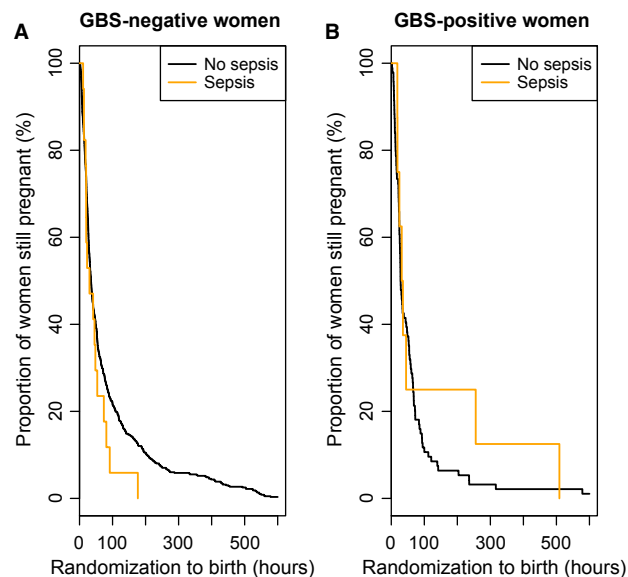 A GBS-negative women
No sepsis
Sepsis
Proportion of women still pregnant (%)
100
80
60
40
20
0
0 100 300 500
Randomization to birth (hours)
B GBS-positive women
No sepsis
Sepsis
Proportion of women still pregnant (%)
100
80
60
40
20
0
0 100 300 500
Randomization to birth (hours)